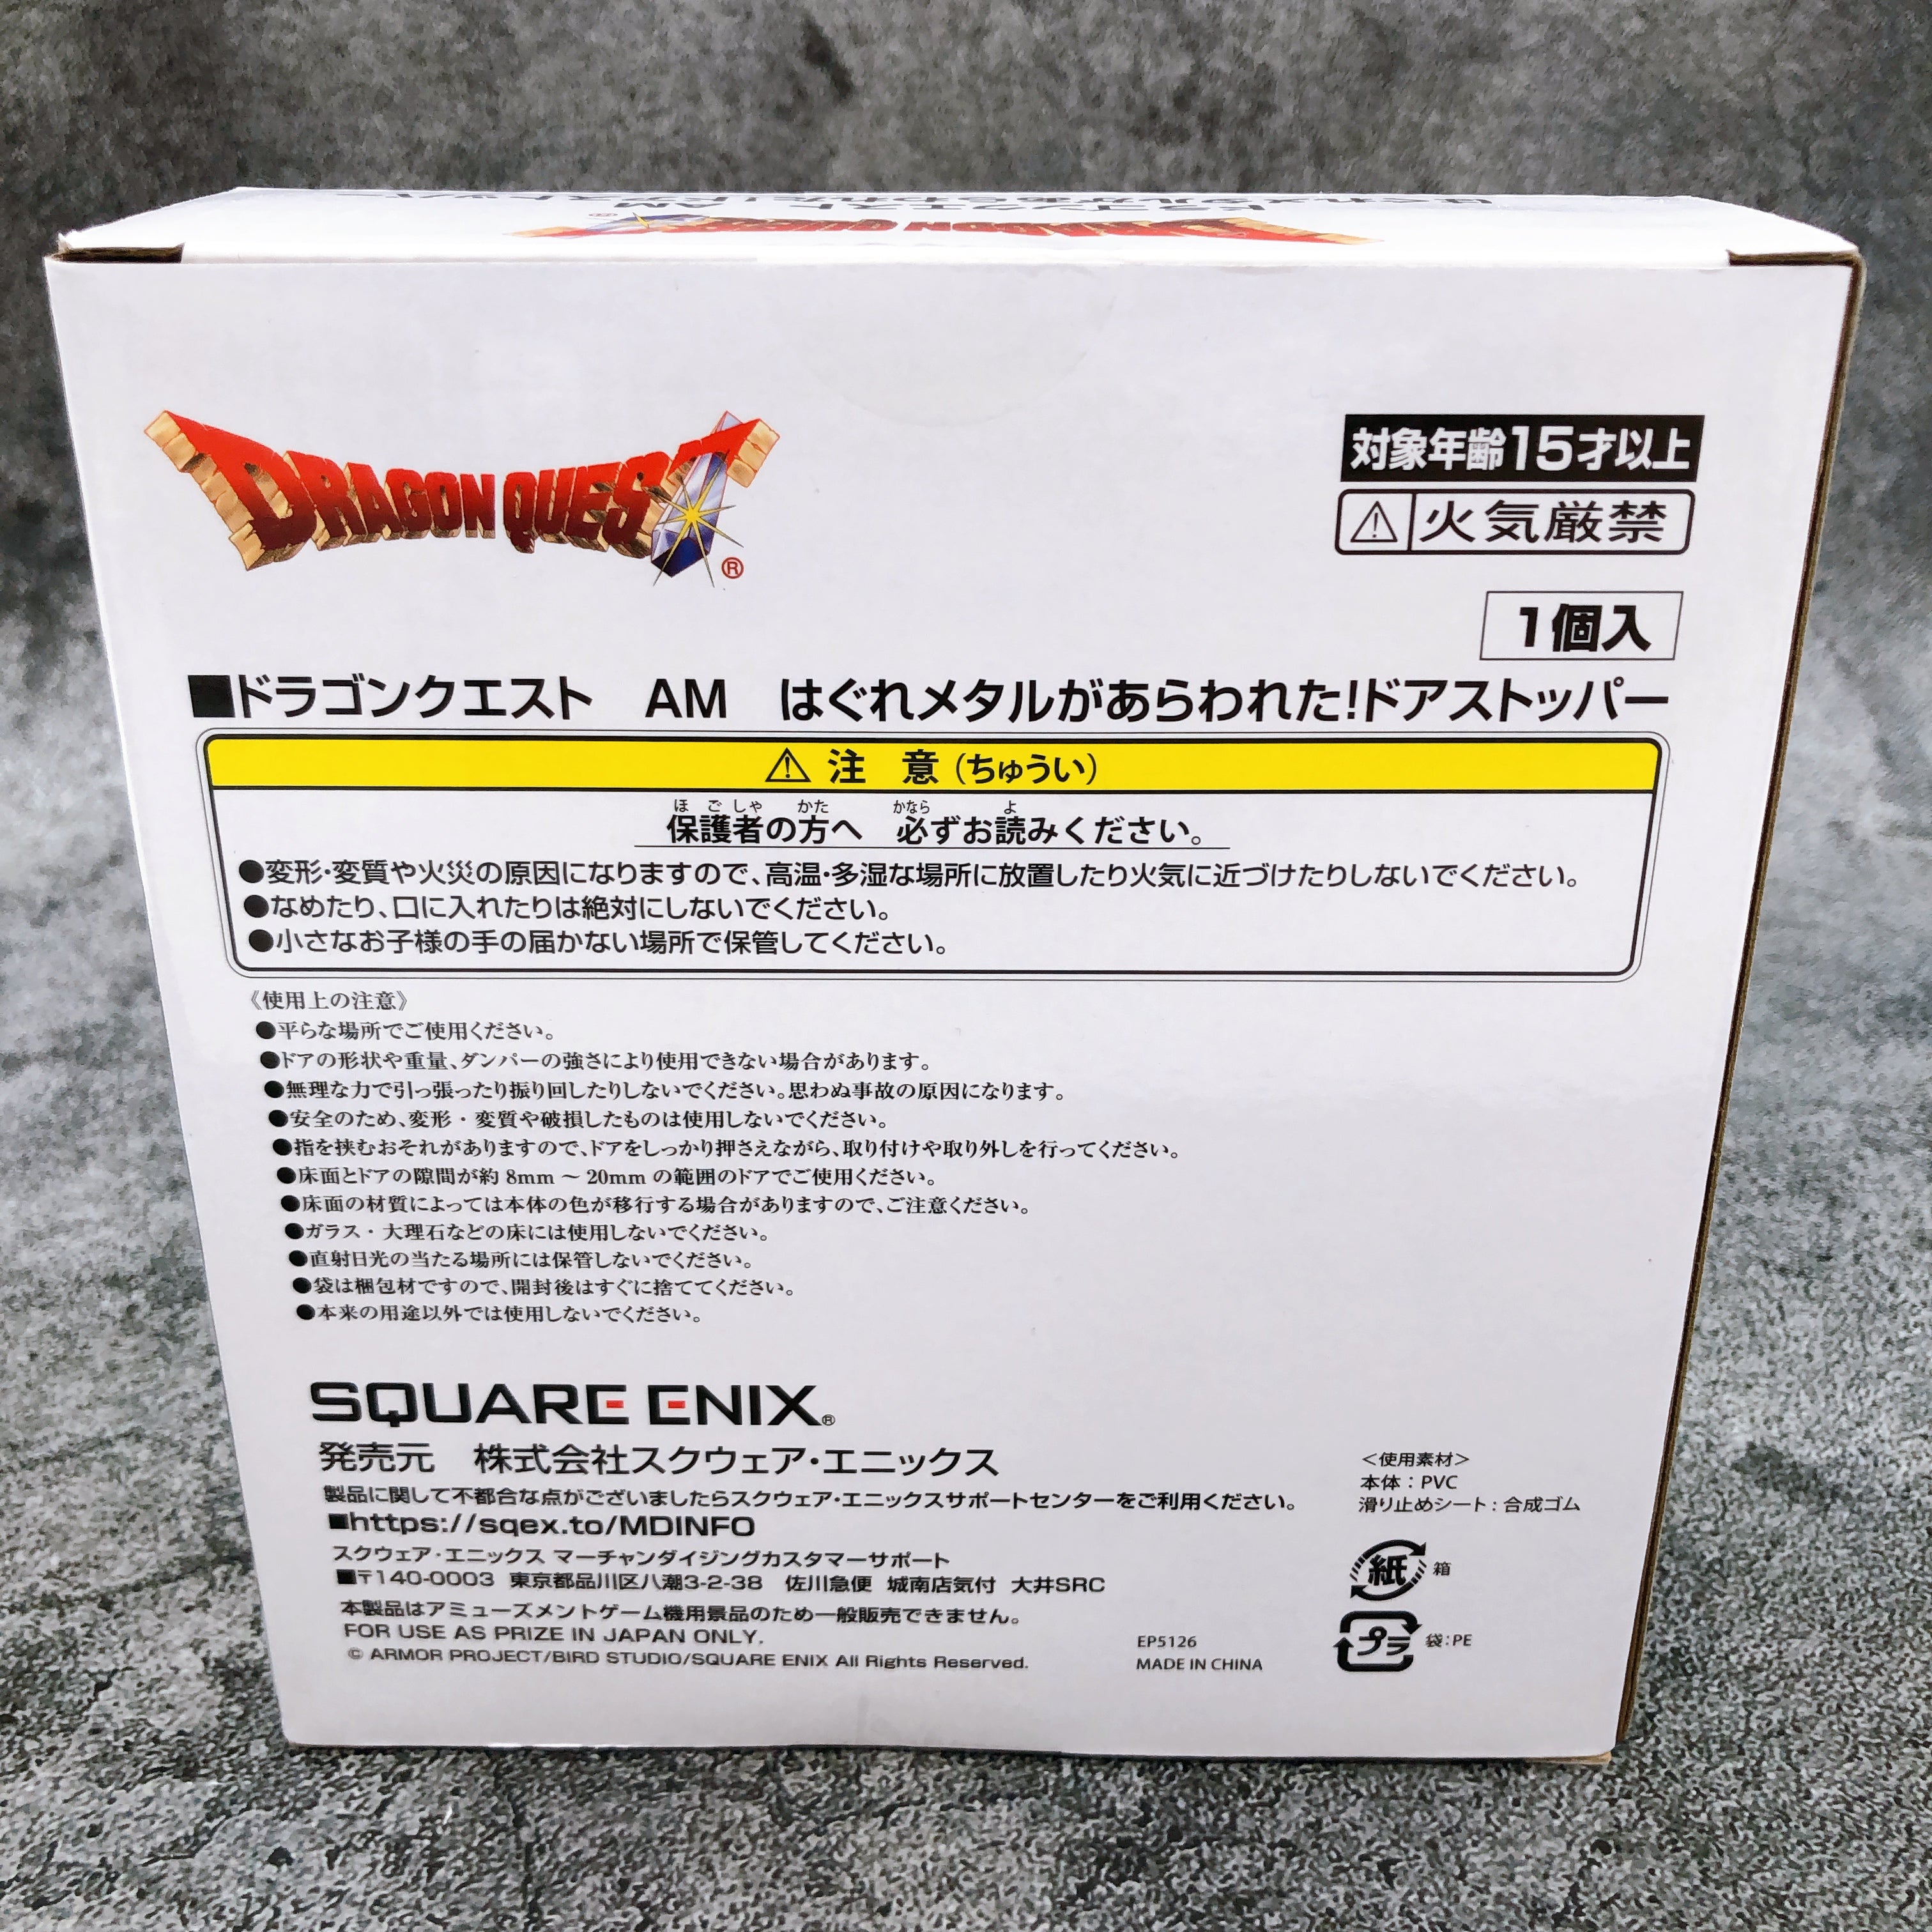 はぐれメタルがあらわれた!ドアストッパー
ドラゴンクエスト AM
DRAGON QUEST
DRAGON QUEST®
対象年齢15才以上
⚠火気厳禁
1個入
■ドラゴンクエスト AM はぐれメタルがあらわれた!ドアストッパー
⚠ 注 意(ちゅうい)
ほごしゃ かた かなら よ
保護者の方へ 必ずお読みください。
●変形・変質や火災の原因になりますので、高温・多湿な場所に放置したり火気に近づけたりしないでください。
●なめたり、口に入れたりは絶対にしないでください。
●小さなお子様の手の届かない場所で保管してください。
《使用上の注意》
●平らな場所でご使用ください。
●ドアの形状や重量、ダンパーの強さにより使用できない場合があります。
●無理な力で引っ張ったり振り回したりしないでください。思わぬ事故の原因になります。
●安全のため、変形・変質や破損したものは使用しないでください。
●指を挟むおそれがありますので、ドアをしっかり押さえながら、取り付けや取り外しを行ってください。
●床面とドアの隙間が約 8mm ～ 20mm の範囲のドアでご使用ください。
●床面の材質によっては本体の色が移行する場合がありますので、ご注意ください。
●ガラス・大理石などの床には使用しないでください。
●直射日光の当たる場所には保管しないでください。
●袋は梱包材ですので、開封後はすぐに捨ててください。
●本来の用途以外では使用しないでください。
SQUARE ENIX®
発売元 株式会社スクウェア・エニックス
製品に関して不都合な点がございましたらスクウェア・エニックスサポートセンターをご利用ください。
■https://sqex.to/MDINFO
スクウェア・エニックス マーチャンダイジングカスタマーサポート
■〒140-0003 東京都品川区八潮3-2-38 佐川急便 城南店気付 大井SRC
本製品はアミューズメントゲーム機用景品のため一般販売できません。
FOR USE AS PRIZE IN JAPAN ONLY.
© ARMOR PROJECT/BIRD STUDIO/SQUARE ENIX All Rights Reserved.
EP5126
MADE IN CHINA
＜使用素材＞
本体：PVC
滑り止めシート：合成ゴム
紙 箱
プラ 袋：PE